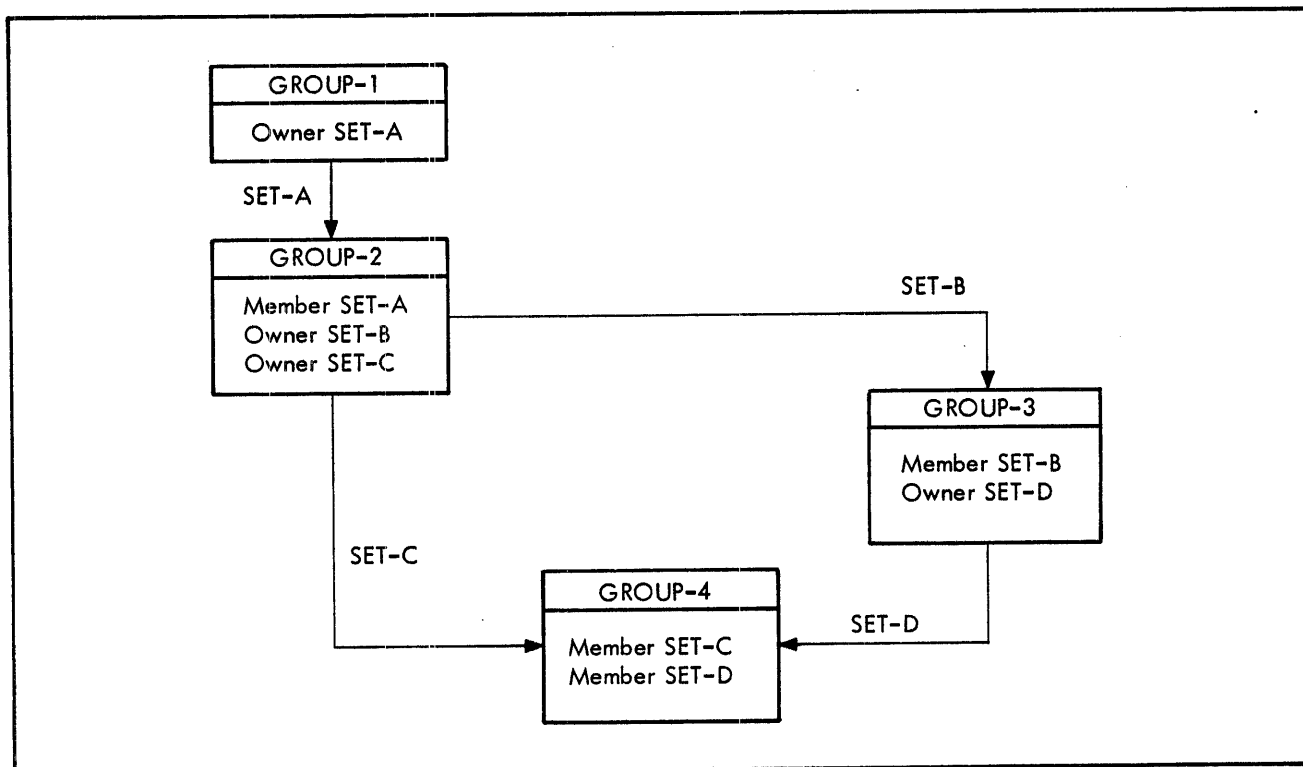 GROUP-1
Owner SET-A
SET-A
GROUP-2
Member SET-A
Owner SET-B
Owner SET-C
SET-B
GROUP-3
Member SET-B
Owner SET-D
SET-C
GROUP-4
Member SET-C
Member SET-D
SET-D